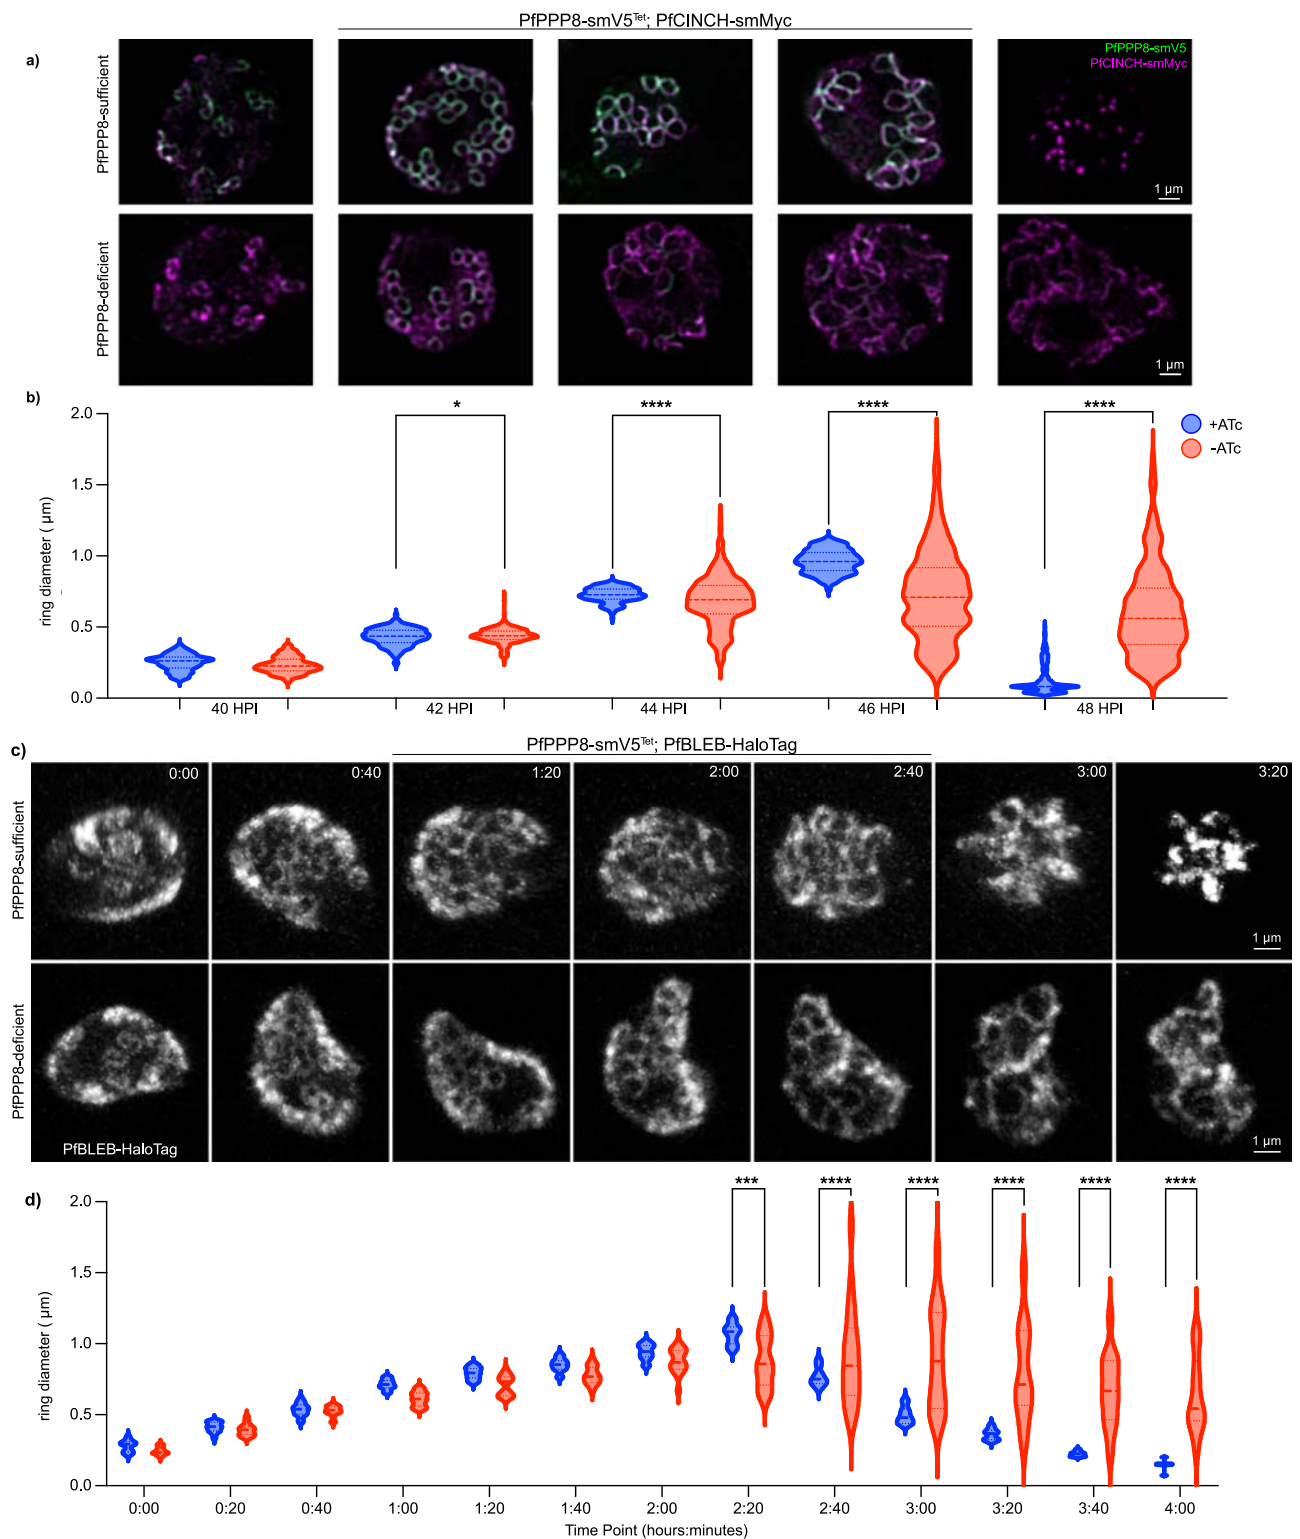 PfPPP8-smV5Tet; PfCINCH-smMyc
a)
PfPPP8-sufficient
PfPPP8-smV5
PfCINCH-smMyc
1 µm
PfPPP8-deficient
1 µm
b)
* **** **** ****
+ATc
-ATc
ring diameter ( µm)
2.0
1.5
1.0
0.5
0.0
40 HPI 42 HPI 44 HPI 46 HPI 48 HPI
PfPPP8-smV5Tet; PfBLEB-HaloTag
c)
PfPPP8-sufficient
0:00 0:40 1:20 2:00 2:40 3:00 3:20
1 µm
PfPPP8-deficient
PfBLEB-HaloTag
1 µm
d)
*** **** **** **** **** ****
ring diameter ( µm)
2.0
1.5
1.0
0.5
0.0
0:00 0:20 0:40 1:00 1:20 1:40 2:00 2:20 2:40 3:00 3:20 3:40 4:00
Time Point (hours:minutes)